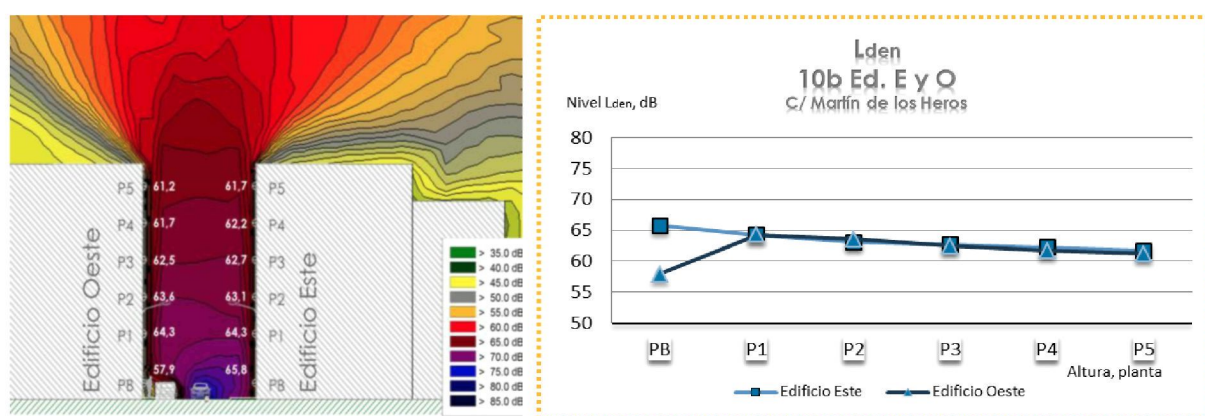 Edificio Oeste
P5
P4
P3
P2
P1
PB
61,2
61,7
62,5
63,6
64,3
57,9
61,7
62,2
62,7
63,1
64,3
65,8
P5
P4
P3
P2
P1
PB
Edificio Este
> 35.0 dB
> 40.0 dB
> 45.0 dB
> 50.0 dB
> 55.0 dB
> 60.0 dB
> 65.0 dB
> 70.0 dB
> 75.0 dB
> 80.0 dB
> 85.0 dB
Lden
10b Ed. E y O
C/ Martín de los Heros
Nivel Lden, dB
80
75
70
65
60
55
50
PB P1 P2 P3 P4 P5
Altura, planta
Edificio Este Edificio Oeste